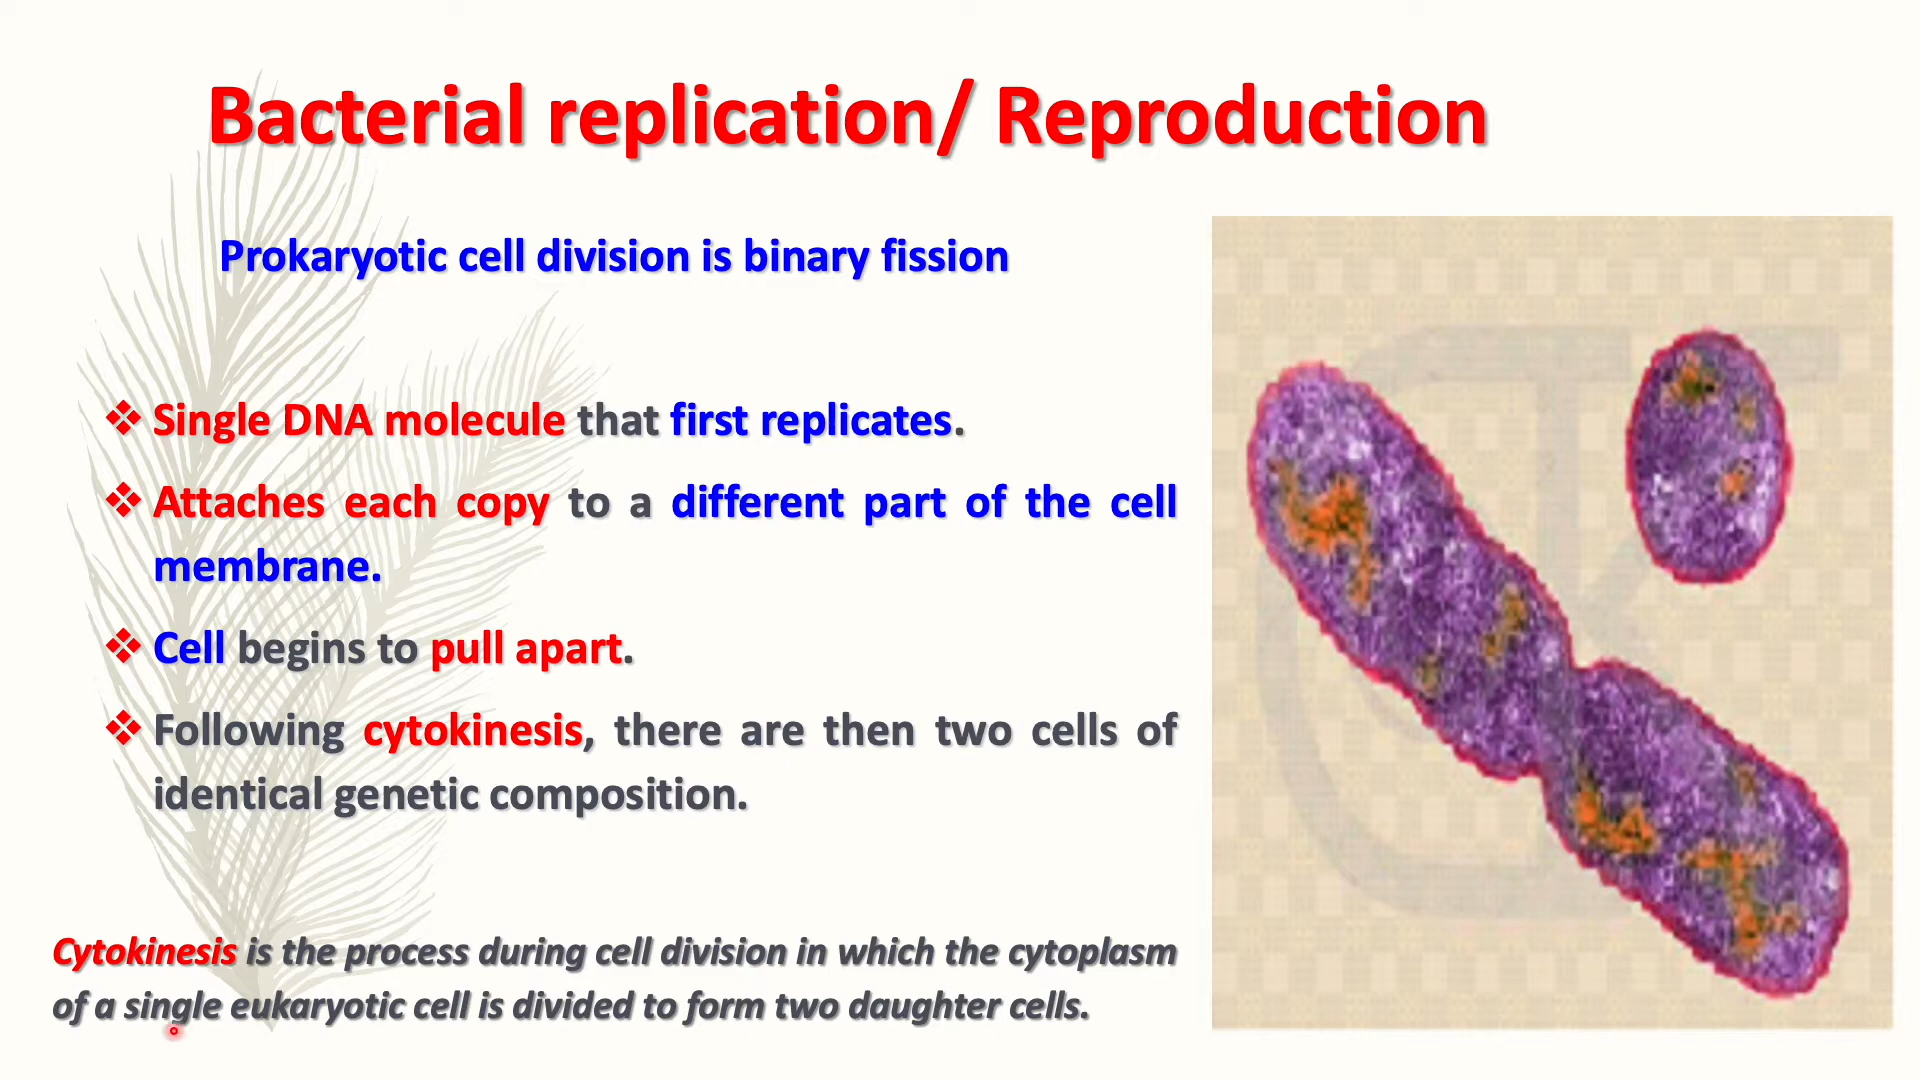 Bacterial replication/ Reproduction
Prokaryotic cell division is binary fission
❖ Single DNA molecule that first replicates.
❖ Attaches each copy to a different part of the cell
membrane.
❖ Cell begins to pull apart.
❖ Following cytokinesis, there are then two cells of
identical genetic composition.
Cytokinesis is the process during cell division in which the cytoplasm
of a single eukaryotic cell is divided to form two daughter cells.